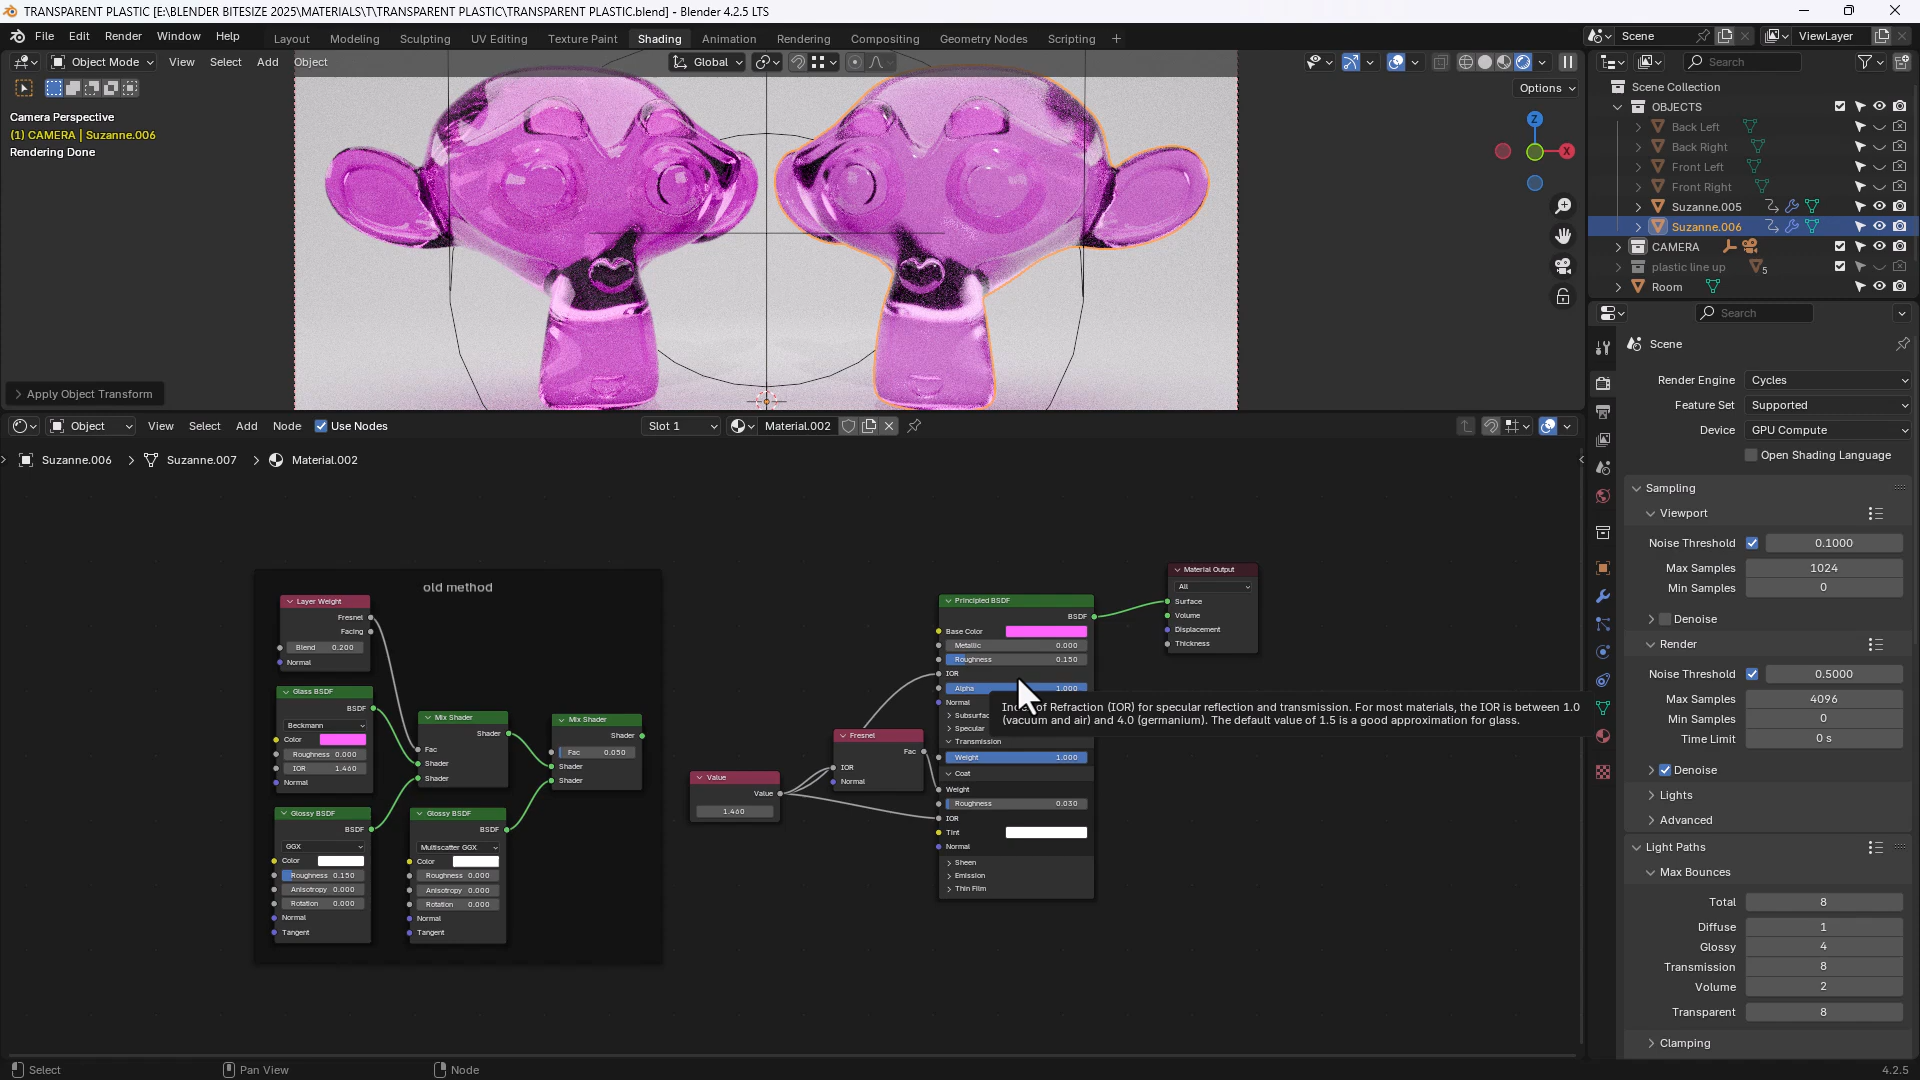 TRANSPARENT PLASTIC [E:\BLENDER BITESIZE 2025\MATERIALS\T\TRANSPARENT PLASTIC\TRANSPARENT PLASTIC.blend] - Blender 4.2.5 LTS
File Edit Render Window Help Layout Modeling Sculpting UV Editing Texture Paint Shading Animation Rendering Compositing Geometry Nodes Scripting + Scene ViewLayer
Object Mode View Select Add Object Global Search
Options
Camera Perspective
(1) CAMERA | Suzanne.006
Rendering Done
Z
X
Apply Object Transform
Scene Collection
OBJECTS
Back Left
Back Right
Front Left
Front Right
Suzanne.005
Suzanne.006
CAMERA
plastic line up 5
Room
Object View Select Add Node Use Nodes Slot 1 Material.002
Suzanne.006 > Suzanne.007 > Material.002
old method
Layer Weight
Fresnel
Facing
Blend 0.200
Normal
Glass BSDF
BSDF
Beckmann
Color
Roughness 0.000
IOR 1.460
Normal
Glossy BSDF
BSDF
GGX
Color
Roughness 0.150
Anisotropy 0.000
Rotation 0.000
Normal
Tangent
Mix Shader
Shader
Fac
Shader
Shader
Glossy BSDF
BSDF
Multiscatter GGX
Color
Roughness 0.000
Anisotropy 0.000
Rotation 0.000
Normal
Tangent
Mix Shader
Shader
Fac 0.050
Shader
Shader
Value
Value
1.460
Fresnel
Fac
IOR
Normal
Principled BSDF
BSDF
Base Color
Metallic 0.000
Roughness 0.150
IOR
Alpha 1.000
Normal
Subsurfac
Specular
Transmission
Weight 1.000
Coat
Weight
Roughness 0.030
IOR
Tint
Normal
Sheen
Emission
Thin Film
of Refraction (IOR) for specular reflection and transmission. For most materials, the IOR is between 1.0
(vacuum and air) and 4.0 (germanium). The default value of 1.5 is a good approximation for glass.
Material Output
All
Surface
Volume
Displacement
Thickness
Search
Scene
Render Engine Cycles
Feature Set Supported
Device GPU Compute
Open Shading Language
Sampling
Viewport
Noise Threshold 0.1000
Max Samples 1024
Min Samples 0
Denoise
Render
Noise Threshold 0.5000
Max Samples 4096
Min Samples 0
Time Limit 0 s
Denoise
Lights
Advanced
Light Paths
Max Bounces
Total 8
Diffuse 1
Glossy 4
Transmission 8
Volume 2
Transparent 8
Clamping
Select Pan View Node 4.2.5